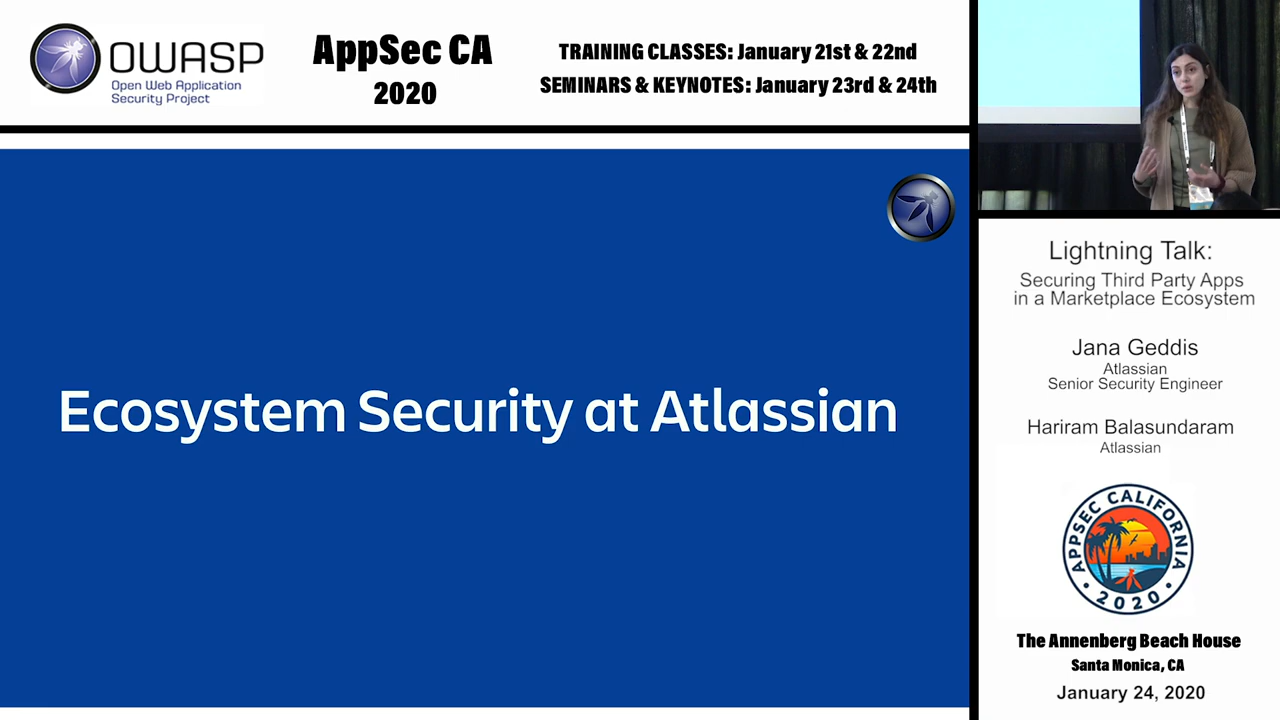 OWASP
Open Web Application
Security Project
AppSec CA
2020
TRAINING CLASSES: January 21st & 22nd
SEMINARS & KEYNOTES: January 23rd & 24th
Ecosystem Security at Atlassian
Lightning Talk:
Securing Third Party Apps
in a Marketplace Ecosystem
Jana Geddis
Atlassian
Senior Security Engineer
Hariram Balasundaram
Atlassian
APPSEC CALIFORNIA
• 2020 •
The Annenberg Beach House
Santa Monica, CA
January 24, 2020